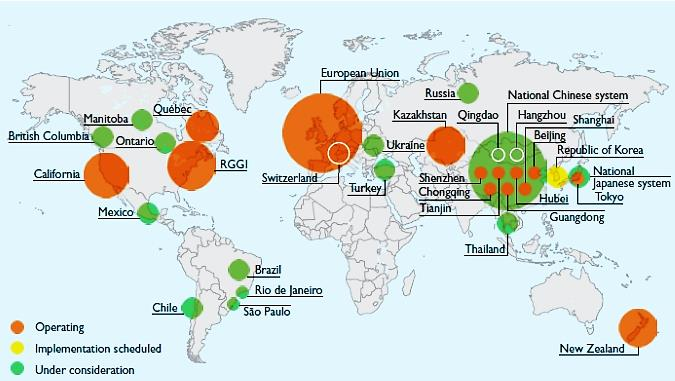 European Union
Russia
National Chinese system
Kazakhstan
Qingdao
Hangzhou
Shanghai
Québec
Manitoba
British Columbia
Ontario
Ukraine
Beijing
Republic of Korea
RGGI
California
Switzerland
Turkey
Shenzhen
Chongqing
Tianjin
National
Japanese system
Tokyo
Hubei
Guangdong
Mexico
Thailand
Brazil
Rio de Janeiro
Chile
São Paulo
Operating
Implementation scheduled
Under consideration
New Zealand